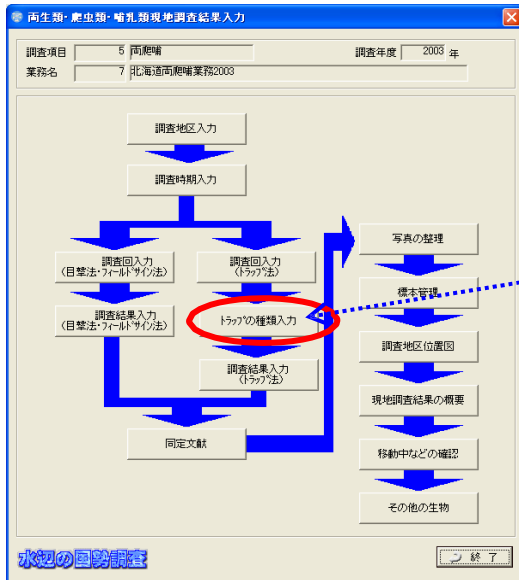 両生類・爬虫類・哺乳類現地調査結果入力
調査項目 5 両爬哺 調査年度 2003 年
業務名 7 北海道両爬哺業務2003
調査地区入力
調査時期入力
調査回入力
(目撃法・フィールドサイン法)
調査回入力
(トラップ法)
調査結果入力
(目撃法・フィールドサイン法)
トラップの種類入力
調査結果入力
(トラップ法)
同定文献
写真の整理
標本管理
調査地区位置図
現地調査結果の概要
移動中などの確認
その他の生物
水辺の国勢調査
終了